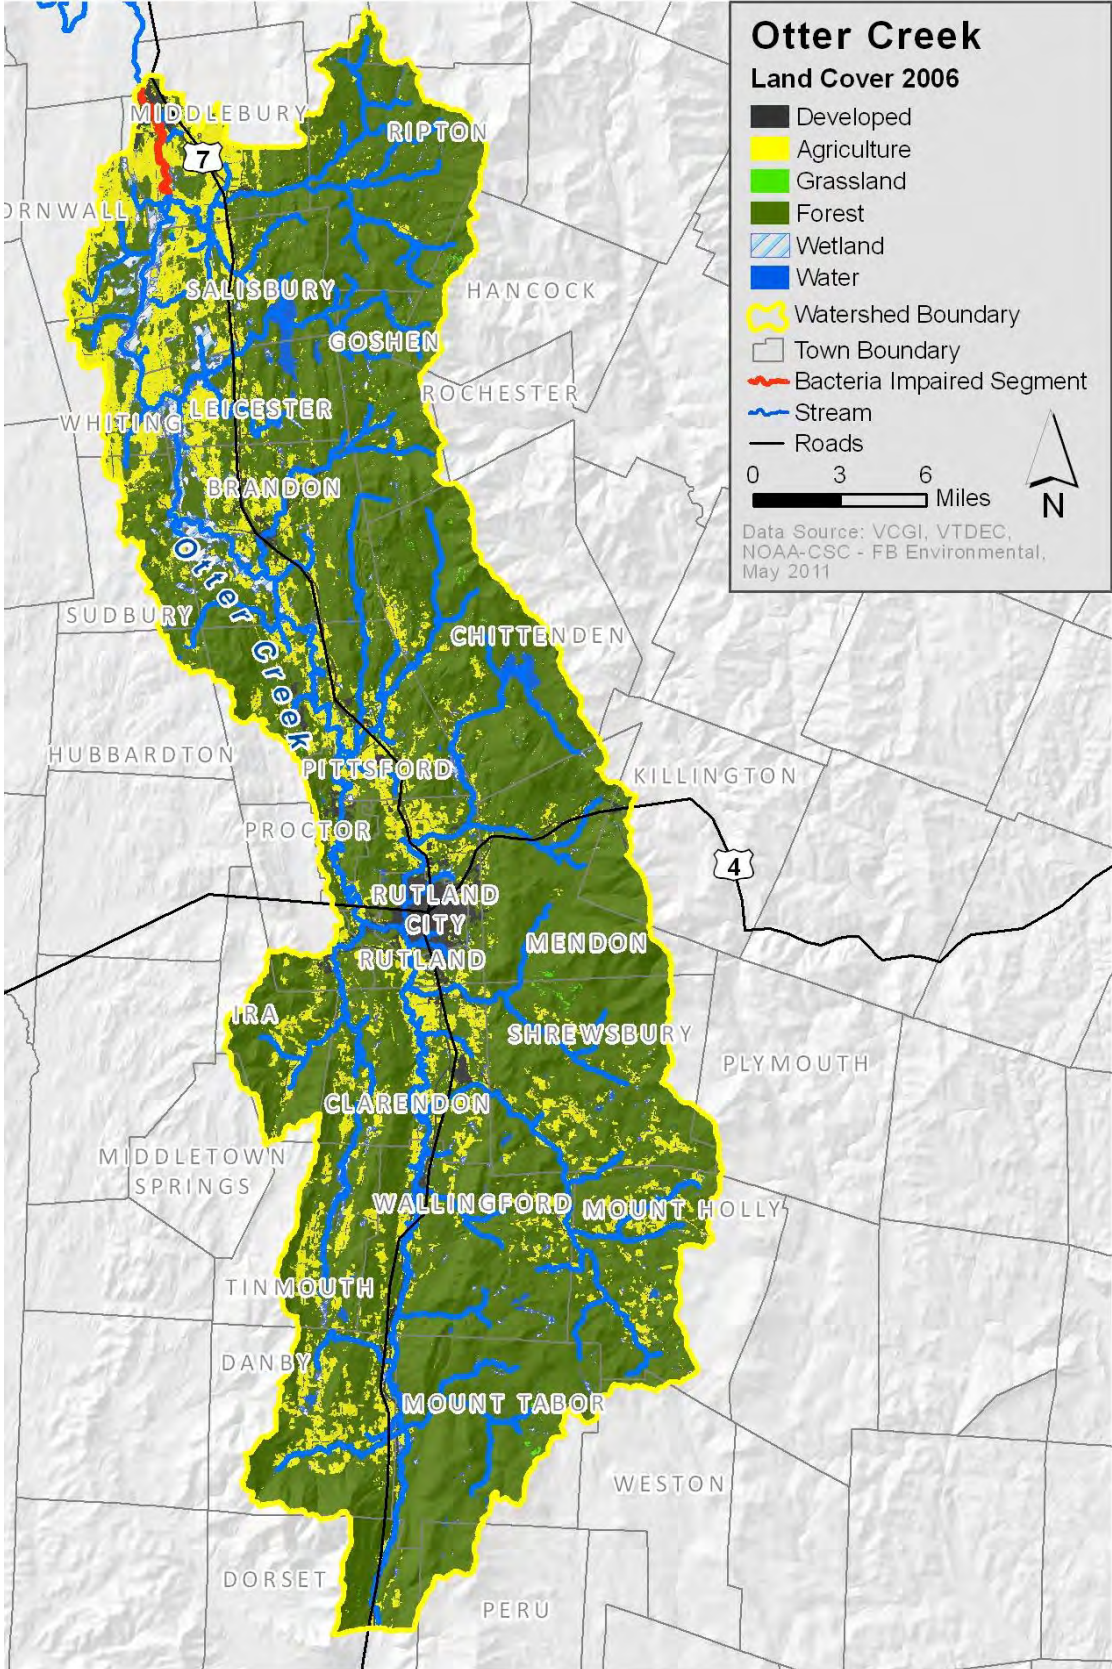 Otter Creek
Land Cover 2006
Developed
Agriculture
Grassland
Forest
Wetland
Water
Watershed Boundary
Town Boundary
Bacteria Impaired Segment
Stream
Roads
0 3 6
Miles
N
Data Source: VCGI, VTDEC,
NOAA-CSC - FB Environmental,
May 2011
MIDDLEBURY
RIPTON
7
ORNWALL
SALISBURY
HANCOCK
GOSHEN
ROCHESTER
LEICESTER
WHITING
BRANDON
Otter Creek
SUDBURY
CHITTENDEN
HUBBARDTON
PITTSFORD
KILLINGTON
PROCTOR
4
RUTLAND
CITY
MENDON
RUTLAND
IRA
SHREWSBURY
PLYMOUTH
CLARENDON
MIDDLETOWN
SPRINGS
WALLINGFORD
MOUNT HOLLY
TINMOUTH
DANBY
MOUNT TABOR
WESTON
DORSET
PERU